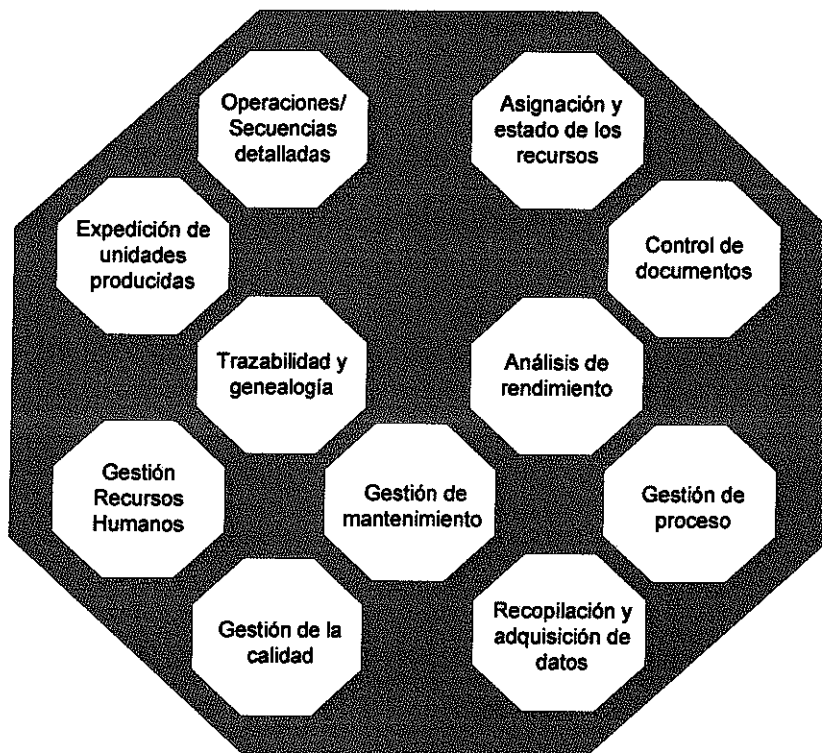 Operaciones/
Secuencias
detalladas
Asignación y
estado de los
recursos
Expedición de
unidades
producidas
Control de
documentos
Trazabilidad y
genealogía
Análisis de
rendimiento
Gestión
Recursos
Humanos
Gestión de
mantenimiento
Gestión de
proceso
Gestión de la
calidad
Recopilación y
adquisición de
datos